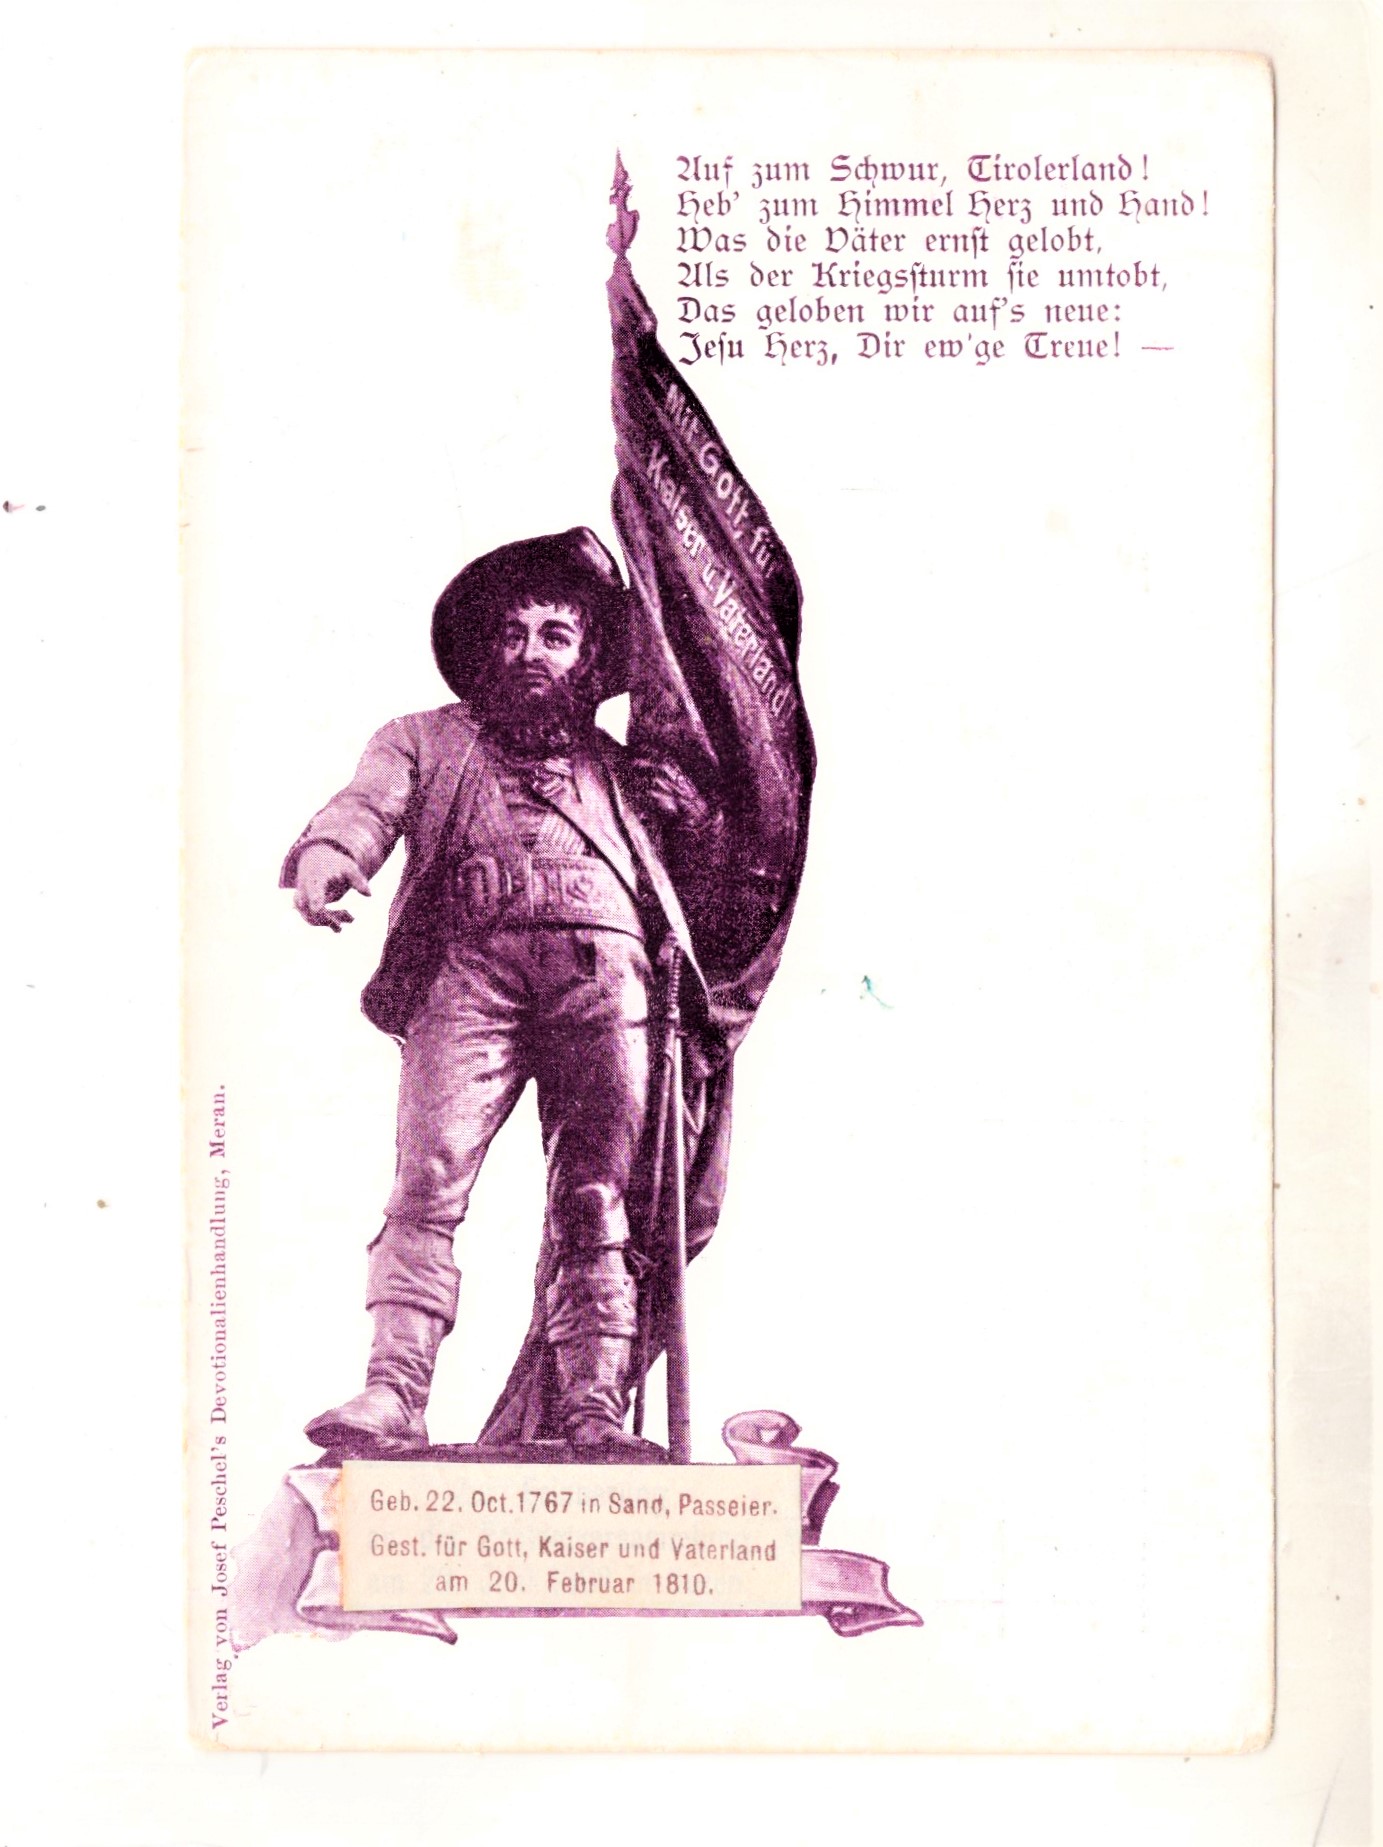 Auf zum Schwur, Tirolerland!
Heb' zum Himmel Herz und Hand!
Was die Väter ernst gelobt,
Als der Kriegssturm sie umtobt,
Das geloben wir auf's neue:
Jesu Herz, Dir ew'ge Treue! —
Mit Gott, für
Kaiser u. Vaterland!
Geb. 22. Oct. 1767 in Sand, Passeier.
Gest. für Gott, Kaiser und Vaterland
am 20. Februar 1810.
Verlag von Josef Peschel's Devotionalienhandlung, Meran.